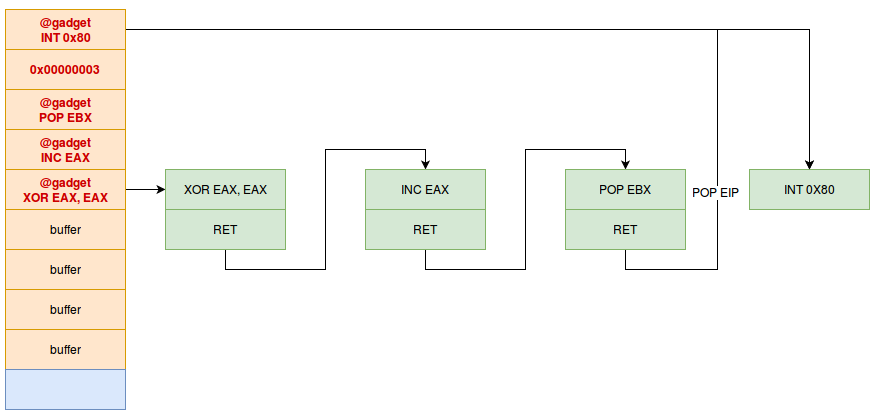 @gadget
INT 0x80
0x00000003
@gadget
POP EBX
@gadget
INC EAX
@gadget
XOR EAX, EAX
buffer
buffer
buffer
buffer
XOR EAX, EAX
RET
INC EAX
RET
POP EBX
RET
POP EIP
INT 0X80